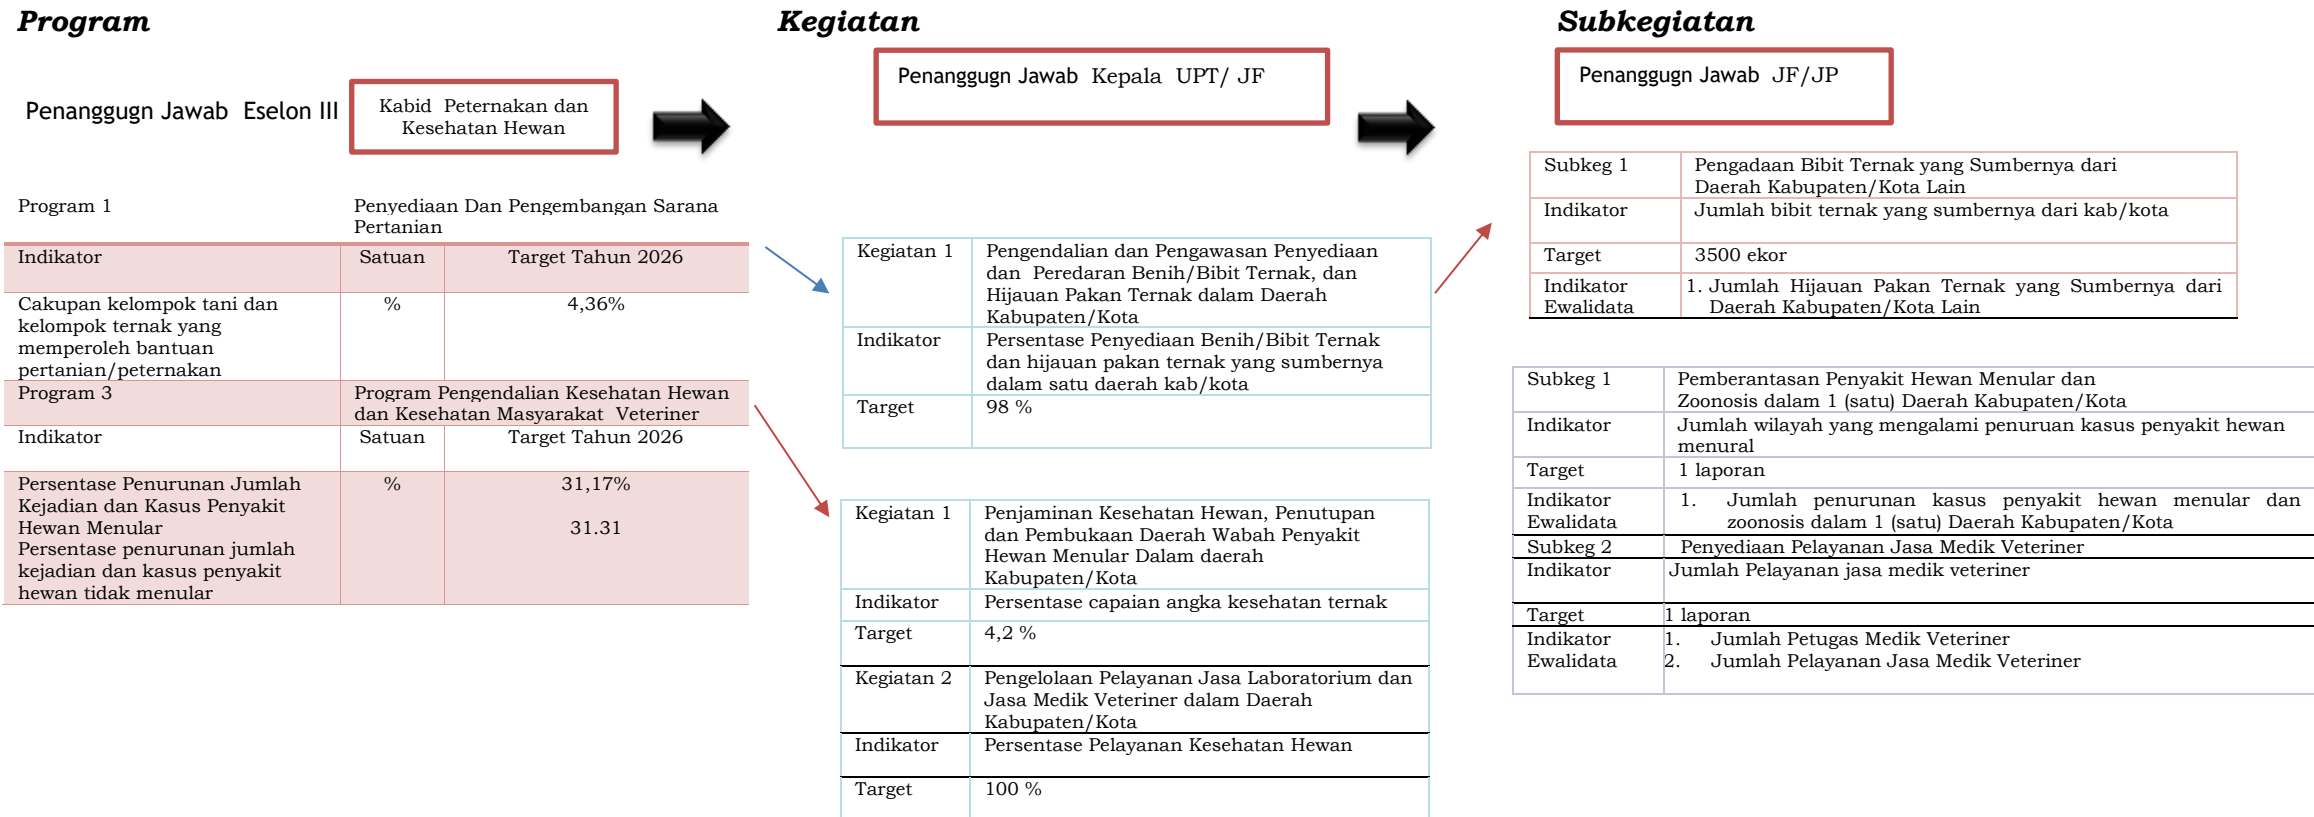 Program
Penanggugn Jawab Eselon III
Kabid Peternakan dan
Kesehatan Hewan
Program 1
Penyediaan Dan Pengembangan Sarana
Pertanian
Indikator Satuan Target Tahun 2026
Cakupan kelompok tani dan
kelompok ternak yang
memperoleh bantuan
pertanian/peternakan
% 4,36%
Program 3
Program Pengendalian Kesehatan Hewan
dan Kesehatan Masyarakat Veteriner
Indikator Satuan Target Tahun 2026
Persentase Penurunan Jumlah
Kejadian dan Kasus Penyakit
Hewan Menular
Persentase penurunan jumlah
kejadian dan kasus penyakit
hewan tidak menular
% 31,17%
31.31
Kegiatan
Penanggugn Jawab Kepala UPT/ JF
Kegiatan 1
Pengendalian dan Pengawasan Penyediaan
dan Peredaran Benih/Bibit Ternak, dan
Hijauan Pakan Ternak dalam Daerah
Kabupaten/Kota
Indikator
Persentase Penyediaan Benih/Bibit Ternak
dan hijauan pakan ternak yang sumbernya
dalam satu daerah kab/kota
Target 98 %
Kegiatan 1
Penjaminan Kesehatan Hewan, Penutupan
dan Pembukaan Daerah Wabah Penyakit
Hewan Menular Dalam daerah
Kabupaten/Kota
Indikator Persentase capaian angka kesehatan ternak
Target 4,2 %
Kegiatan 2
Pengelolaan Pelayanan Jasa Laboratorium dan
Jasa Medik Veteriner dalam Daerah
Kabupaten/Kota
Indikator Persentase Pelayanan Kesehatan Hewan
Target 100 %
Subkegiatan
Penanggugn Jawab JF/JP
Subkeg 1
Pengadaan Bibit Ternak yang Sumbernya dari
Daerah Kabupaten/Kota Lain
Indikator Jumlah bibit ternak yang sumbernya dari kab/kota
Target 3500 ekor
Indikator
Ewalidata
1. Jumlah Hijauan Pakan Ternak yang Sumbernya dari
Daerah Kabupaten/Kota Lain
Subkeg 1
Pemberantasan Penyakit Hewan Menular dan
Zoonosis dalam 1 (satu) Daerah Kabupaten/Kota
Indikator
Jumlah wilayah yang mengalami penuruan kasus penyakit hewan
menural
Target 1 laporan
Indikator
Ewalidata
1. Jumlah penurunan kasus penyakit hewan menular dan
zoonosis dalam 1 (satu) Daerah Kabupaten/Kota
Subkeg 2 Penyediaan Pelayanan Jasa Medik Veteriner
Indikator Jumlah Pelayanan jasa medik veteriner
Target 1 laporan
Indikator
Ewalidata
1. Jumlah Petugas Medik Veteriner
2. Jumlah Pelayanan Jasa Medik Veteriner